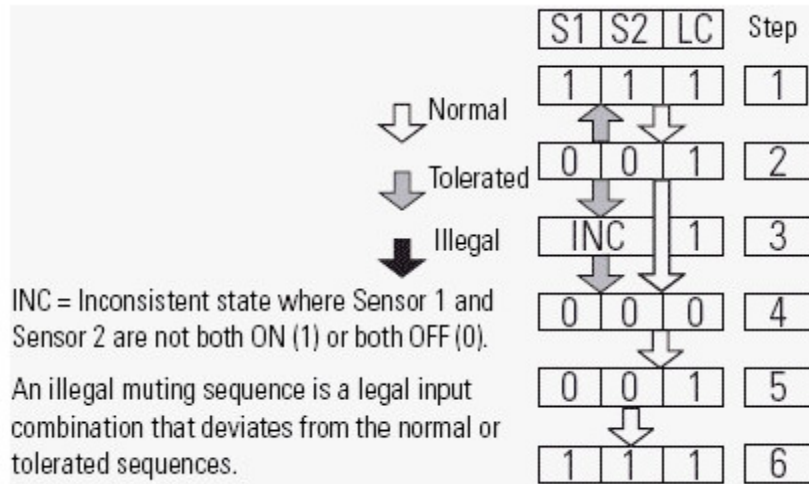 S1 S2 LC Step
1 1 1 1
Normal
0 0 1 2
Tolerated
INC 1 3
Illegal
0 0 0 4
INC = Inconsistent state where Sensor 1 and
Sensor 2 are not both ON (1) or both OFF (0).
0 0 1 5
An illegal muting sequence is a legal input
combination that deviates from the normal or
tolerated sequences.
1 1 1 6